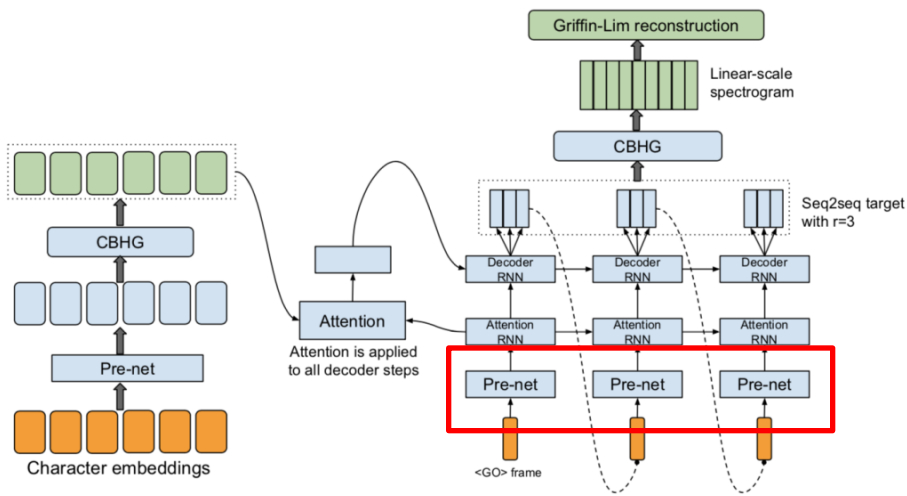 Griffin-Lim reconstruction
Linear-scale
spectrogram
CBHG
Seq2seq target
with r=3
CBHG
Decoder
RNN
Decoder
RNN
Decoder
RNN
Attention
Attention is applied
to all decoder steps
Attention
RNN
Attention
RNN
Attention
RNN
Pre-net
Pre-net
Pre-net
Pre-net
Character embeddings
<GO> frame